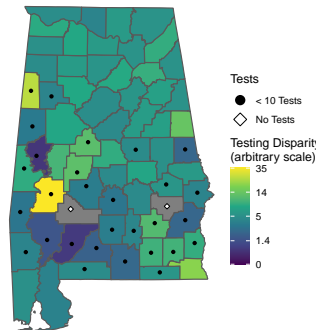 Tests
< 10 Tests
No Tests
Testing Disparity
(arbitrary scale)
35
14
5
1.4
0